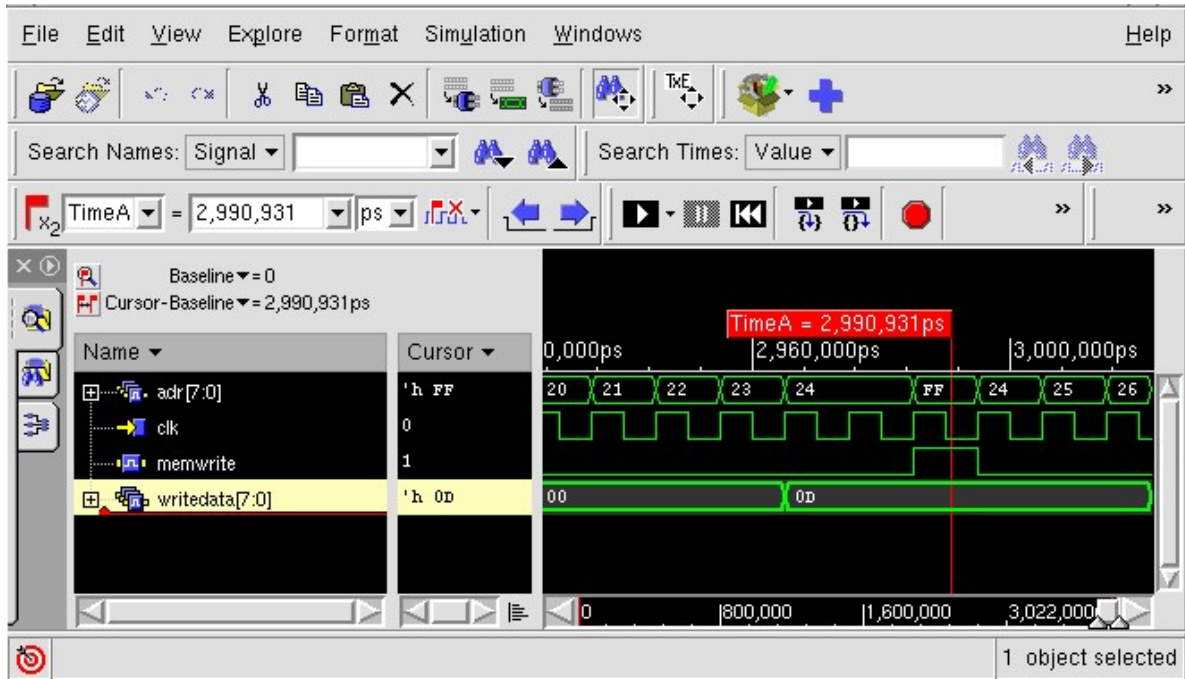 File Edit View Explore Format Simulation Windows Help
TxE
»
Search Names: Signal Search Times: Value
x2 TimeA = 2,990,931 ps » »
Baseline = 0
Cursor-Baseline = 2,990,931ps
TimeA = 2,990,931ps
Name Cursor 0,000ps 2,960,000ps 3,000,000ps
adr[7:0] 'h FF 20 21 22 23 24 FF 24 25 26
clk 0
memwrite 1
writedata[7:0] 'h 0D 00 0D
0 800,000 1,600,000 3,022,000
1 object selected